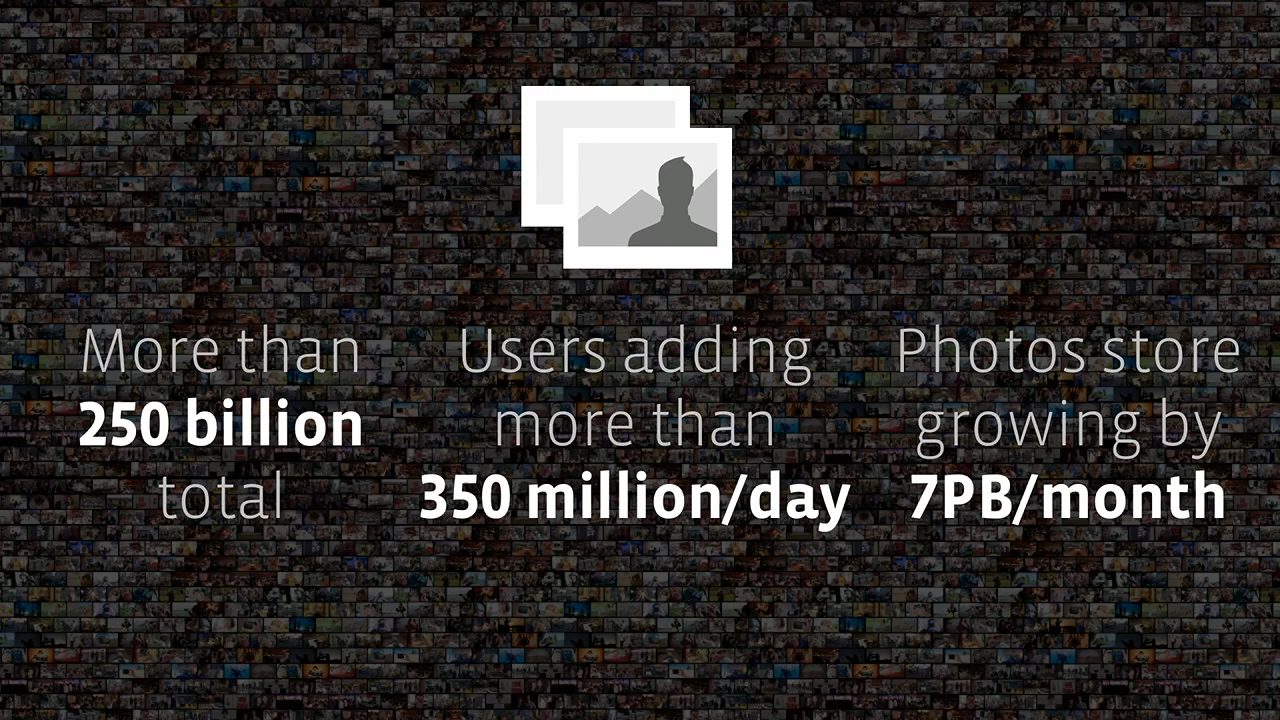 More than
250 billion
total
Users adding
more than
350 million/day
Photos store
growing by
7PB/month